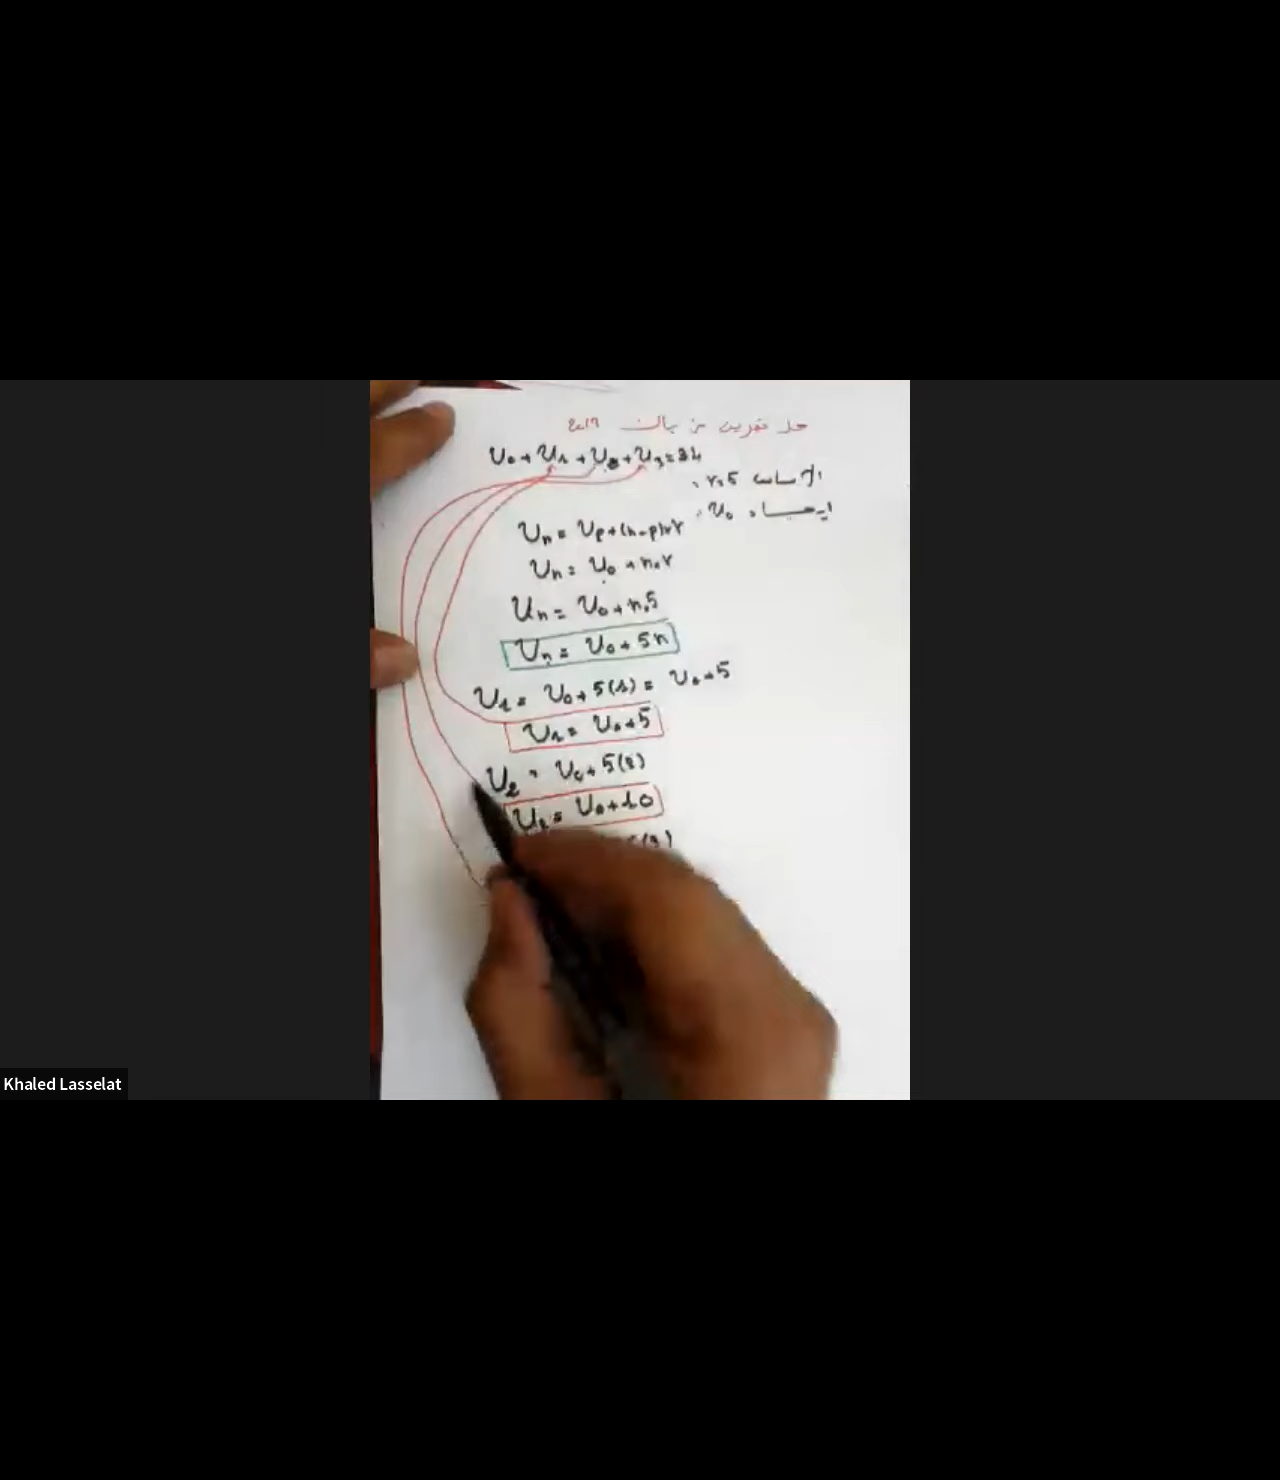 حل تمرين من باك 2019
U₀ + U₁ + U₂ + U₃ = 34
الأساس r = 5
إيجاد U₀
Uₙ = Uₚ + (n-p) × r
Uₙ = U₀ + n.r
Uₙ = U₀ + n.5
Uₙ = U₀ + 5n
U₁ = U₀ + 5(1) = U₀ + 5
U₁ = U₀ + 5
U₂ = U₀ + 5(2)
U₂ = U₀ + 10
Khaled Lasselat